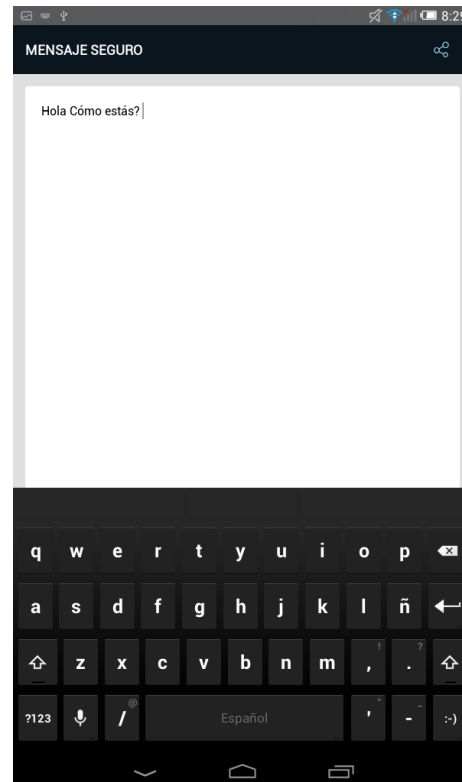 8:29
MENSAJE SEGURO
Hola Cómo estás?
q w e r t y u i o p
a s d f g h j k l ñ
! ?
z x c v b n m , .
@ " _
?123 / Español ' - :-)